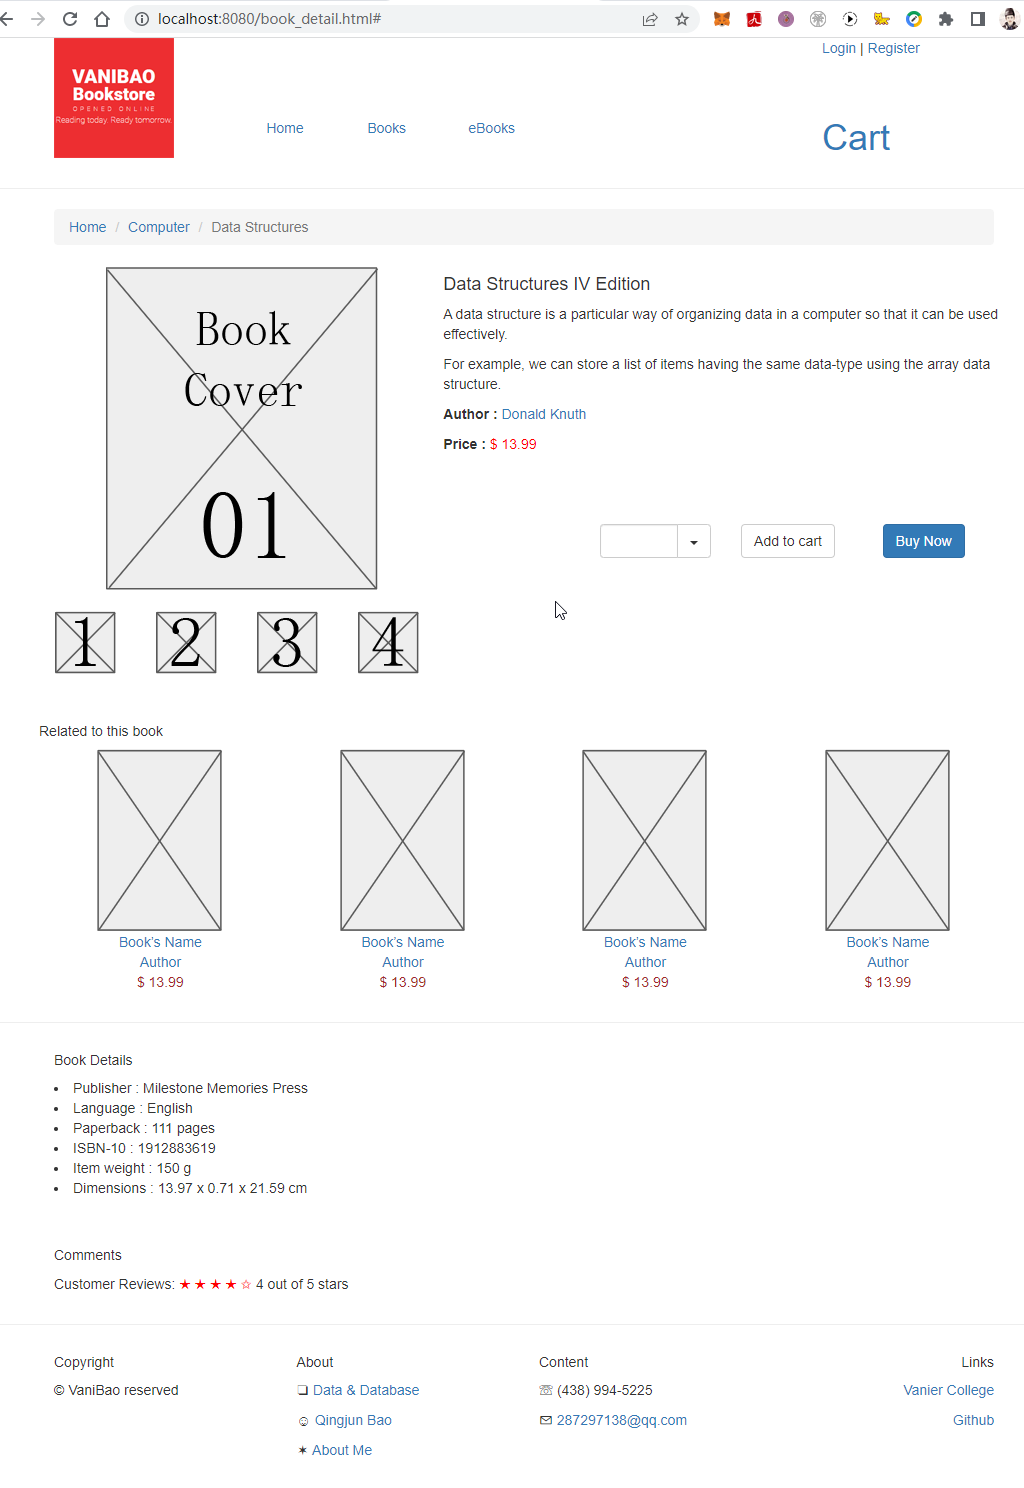 localhost:8080/book_detail.html#
Login | Register
VANIBAO
Bookstore
OPENED ONLINE
Reading today. Ready tomorrow.
Home Books eBooks
Cart
Home / Computer / Data Structures
Book
Cover
01
1 2 3 4
Data Structures IV Edition
A data structure is a particular way of organizing data in a computer so that it can be used
effectively.
For example, we can store a list of items having the same data-type using the array data
structure.
Author : Donald Knuth
Price : $ 13.99
Add to cart
Buy Now
Related to this book
Book's Name Book's Name Book's Name Book's Name
Author Author Author Author
$ 13.99 $ 13.99 $ 13.99 $ 13.99
Book Details
• Publisher : Milestone Memories Press
• Language : English
• Paperback : 111 pages
• ISBN-10 : 1912883619
• Item weight : 150 g
• Dimensions : 13.97 x 0.71 x 21.59 cm
Comments
Customer Reviews: ★ ★ ★ ★ ☆ 4 out of 5 stars
Copyright
© VaniBao reserved
About
❏ Data & Database
☺ Qingjun Bao
✶ About Me
Content
☏ (438) 994-5225
✉ 287297138@qq.com
Links
Vanier College
Github